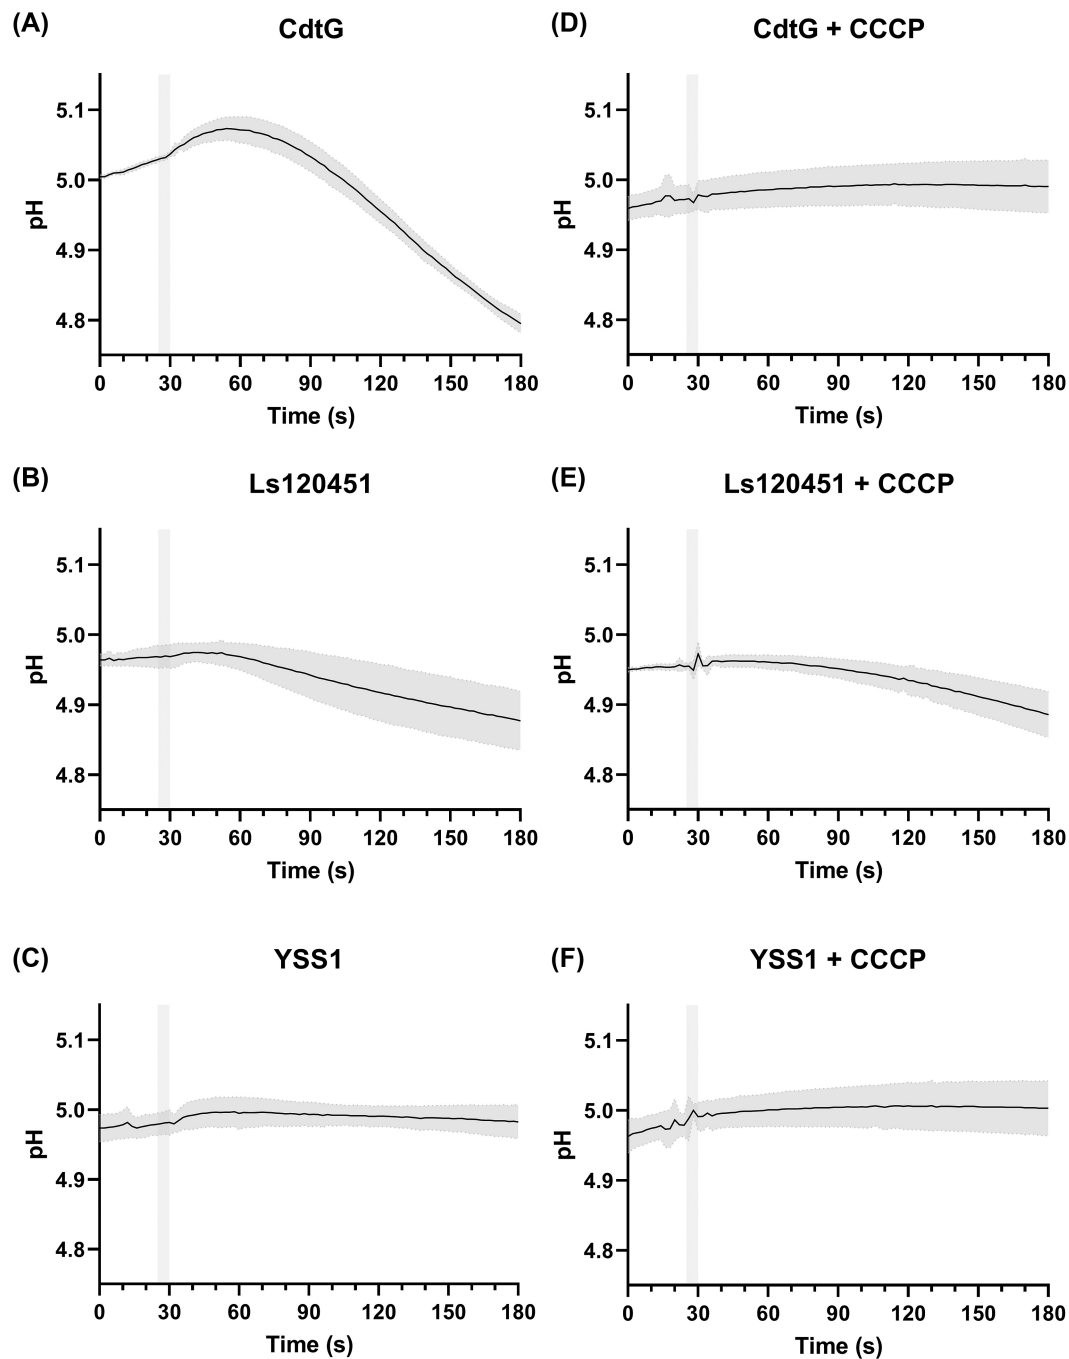 (A) CdtG
5.1
5.0
4.9
4.8
pH
0 30 60 90 120 150 180
Time (s)
(D) CdtG + CCCP
5.1
5.0
4.9
4.8
pH
0 30 60 90 120 150 180
Time (s)
(B) Ls120451
5.1
5.0
4.9
4.8
pH
0 30 60 90 120 150 180
Time (s)
(E) Ls120451 + CCCP
5.1
5.0
4.9
4.8
pH
0 30 60 90 120 150 180
Time (s)
(C) YSS1
5.1
5.0
4.9
4.8
pH
0 30 60 90 120 150 180
Time (s)
(F) YSS1 + CCCP
5.1
5.0
4.9
4.8
pH
0 30 60 90 120 150 180
Time (s)